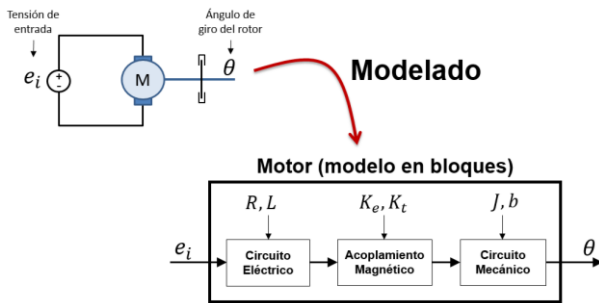 Tensión de
entrada
Ángulo de
giro del rotor
e_i
+
-
M
θ
Modelado
Motor (modelo en bloques)
R, L
K_e, K_t
J, b
e_i
Circuito
Eléctrico
Acoplamiento
Magnético
Circuito
Mecánico
θ